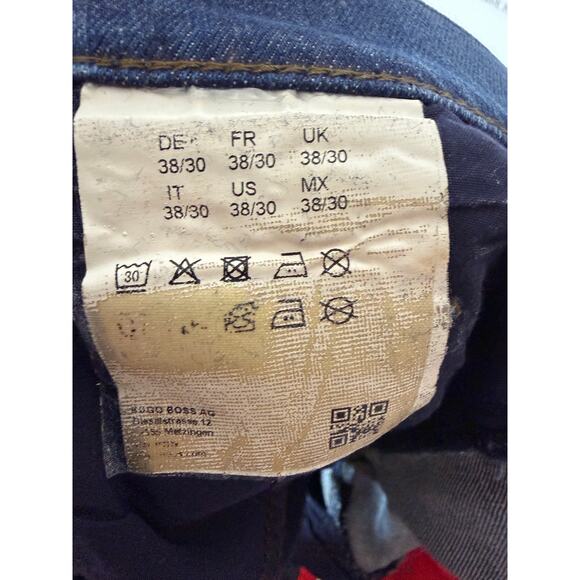 DE FR UK
38/30 38/30 38/30
IT US MX
38/30 38/30 38/30
30
HUGO BOSS AG
Dieselstrasse 12
Metzingen